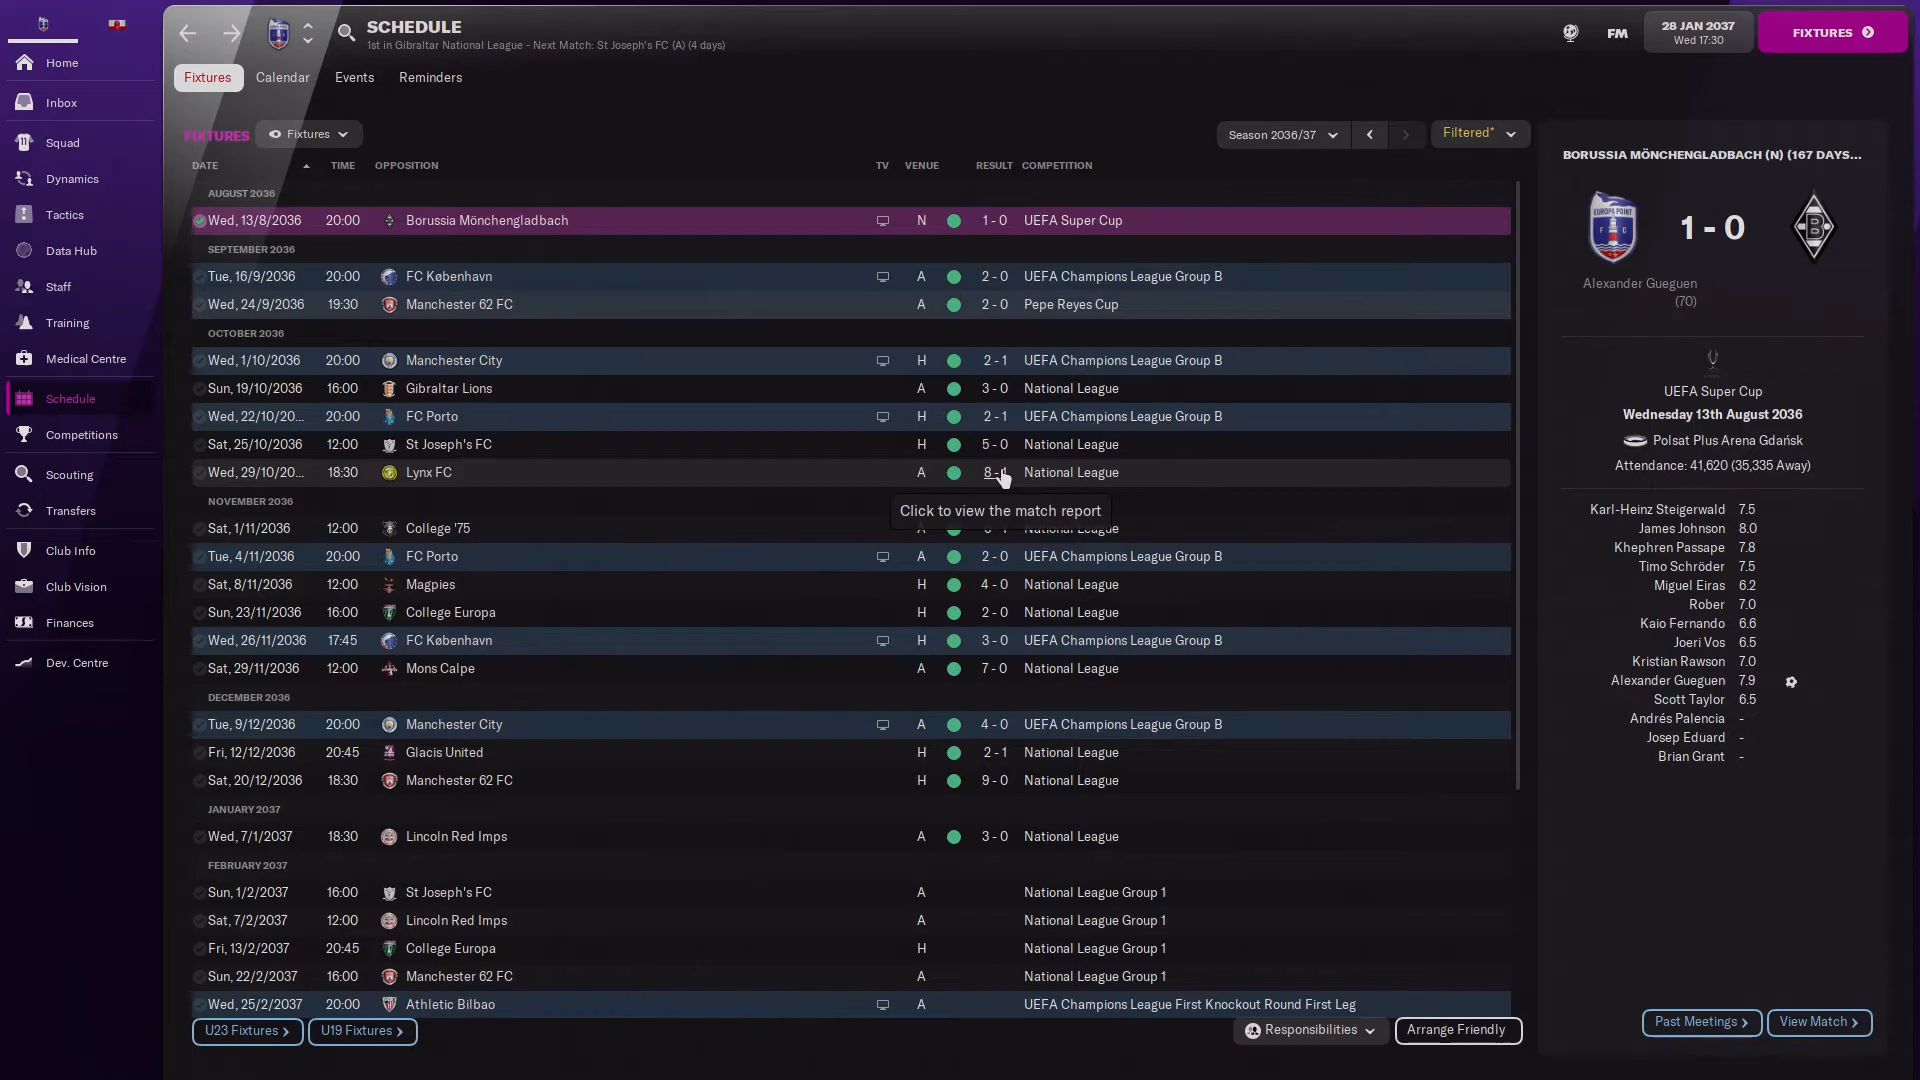 SCHEDULE
1st in Gibraltar National League - Next Match: St Joseph's FC (A) (4 days)
FM
28 JAN 2037
Wed 17:30
FIXTURES
Home
Inbox
Squad
Dynamics
Tactics
Data Hub
Staff
Training
Medical Centre
Schedule
Competitions
Scouting
Transfers
Club Info
Club Vision
Finances
Dev. Centre
Fixtures Calendar Events Reminders
FIXTURES Fixtures Season 2036/37 Filtered*
DATE TIME OPPOSITION TV VENUE RESULT COMPETITION
AUGUST 2036
Wed, 13/8/2036 20:00 Borussia Mönchengladbach N 1 - 0 UEFA Super Cup
SEPTEMBER 2036
Tue, 16/9/2036 20:00 FC København A 2 - 0 UEFA Champions League Group B
Wed, 24/9/2036 19:30 Manchester 62 FC A 2 - 0 Pepe Reyes Cup
OCTOBER 2036
Wed, 1/10/2036 20:00 Manchester City H 2 - 1 UEFA Champions League Group B
Sun, 19/10/2036 16:00 Gibraltar Lions A 3 - 0 National League
Wed, 22/10/20... 20:00 FC Porto H 2 - 1 UEFA Champions League Group B
Sat, 25/10/2036 12:00 St Joseph's FC H 5 - 0 National League
Wed, 29/10/20... 18:30 Lynx FC A 8 - National League
Click to view the match report
NOVEMBER 2036
Sat, 1/11/2036 12:00 College '75 National League
Tue, 4/11/2036 20:00 FC Porto A 2 - 0 UEFA Champions League Group B
Sat, 8/11/2036 12:00 Magpies H 4 - 0 National League
Sun, 23/11/2036 16:00 College Europa H 2 - 0 National League
Wed, 26/11/2036 17:45 FC København H 3 - 0 UEFA Champions League Group B
Sat, 29/11/2036 12:00 Mons Calpe A 7 - 0 National League
DECEMBER 2036
Tue, 9/12/2036 20:00 Manchester City A 4 - 0 UEFA Champions League Group B
Fri, 12/12/2036 20:45 Glacis United H 2 - 1 National League
Sat, 20/12/2036 18:30 Manchester 62 FC H 9 - 0 National League
JANUARY 2037
Wed, 7/1/2037 18:30 Lincoln Red Imps A 3 - 0 National League
FEBRUARY 2037
Sun, 1/2/2037 16:00 St Joseph's FC A National League Group 1
Sat, 7/2/2037 12:00 Lincoln Red Imps A National League Group 1
Fri, 13/2/2037 20:45 College Europa H National League Group 1
Sun, 22/2/2037 16:00 Manchester 62 FC A National League Group 1
Wed, 25/2/2037 20:00 Athletic Bilbao A UEFA Champions League First Knockout Round First Leg
U23 Fixtures U19 Fixtures Responsibilities Arrange Friendly
BORUSSIA MÖNCHENGLADBACH (N) (167 DAYS...
EUROPA POINT
F C
1 - 0
B
Alexander Gueguen
(70)
UEFA Super Cup
Wednesday 13th August 2036
Polsat Plus Arena Gdańsk
Attendance: 41,620 (35,335 Away)
Karl-Heinz Steigerwald 7.5
James Johnson 8.0
Khephren Passape 7.8
Timo Schröder 7.5
Miguel Eiras 6.2
Rober 7.0
Kaio Fernando 6.6
Joeri Vos 6.5
Kristian Rawson 7.0
Alexander Gueguen 7.9
Scott Taylor 6.5
Andrés Palencia -
Josep Eduard -
Brian Grant -
Past Meetings View Match